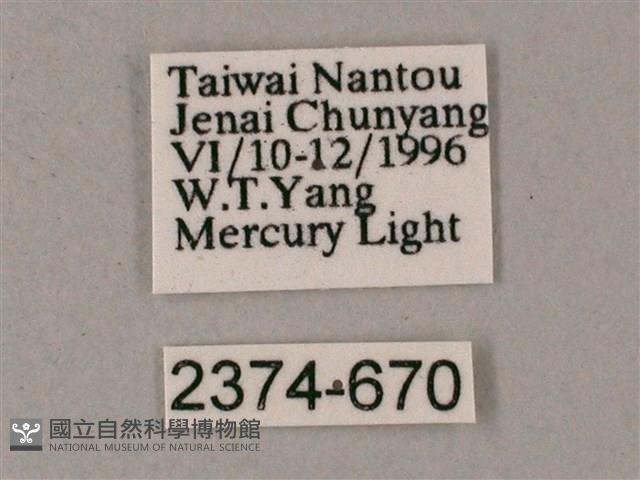 Taiwai Nantou
Jenai Chunyang
VI/10-12/1996
W.T.Yang
Mercury Light
2374-670
國立自然科學博物館
NATIONAL MUSEUM OF NATURAL SCIENCE